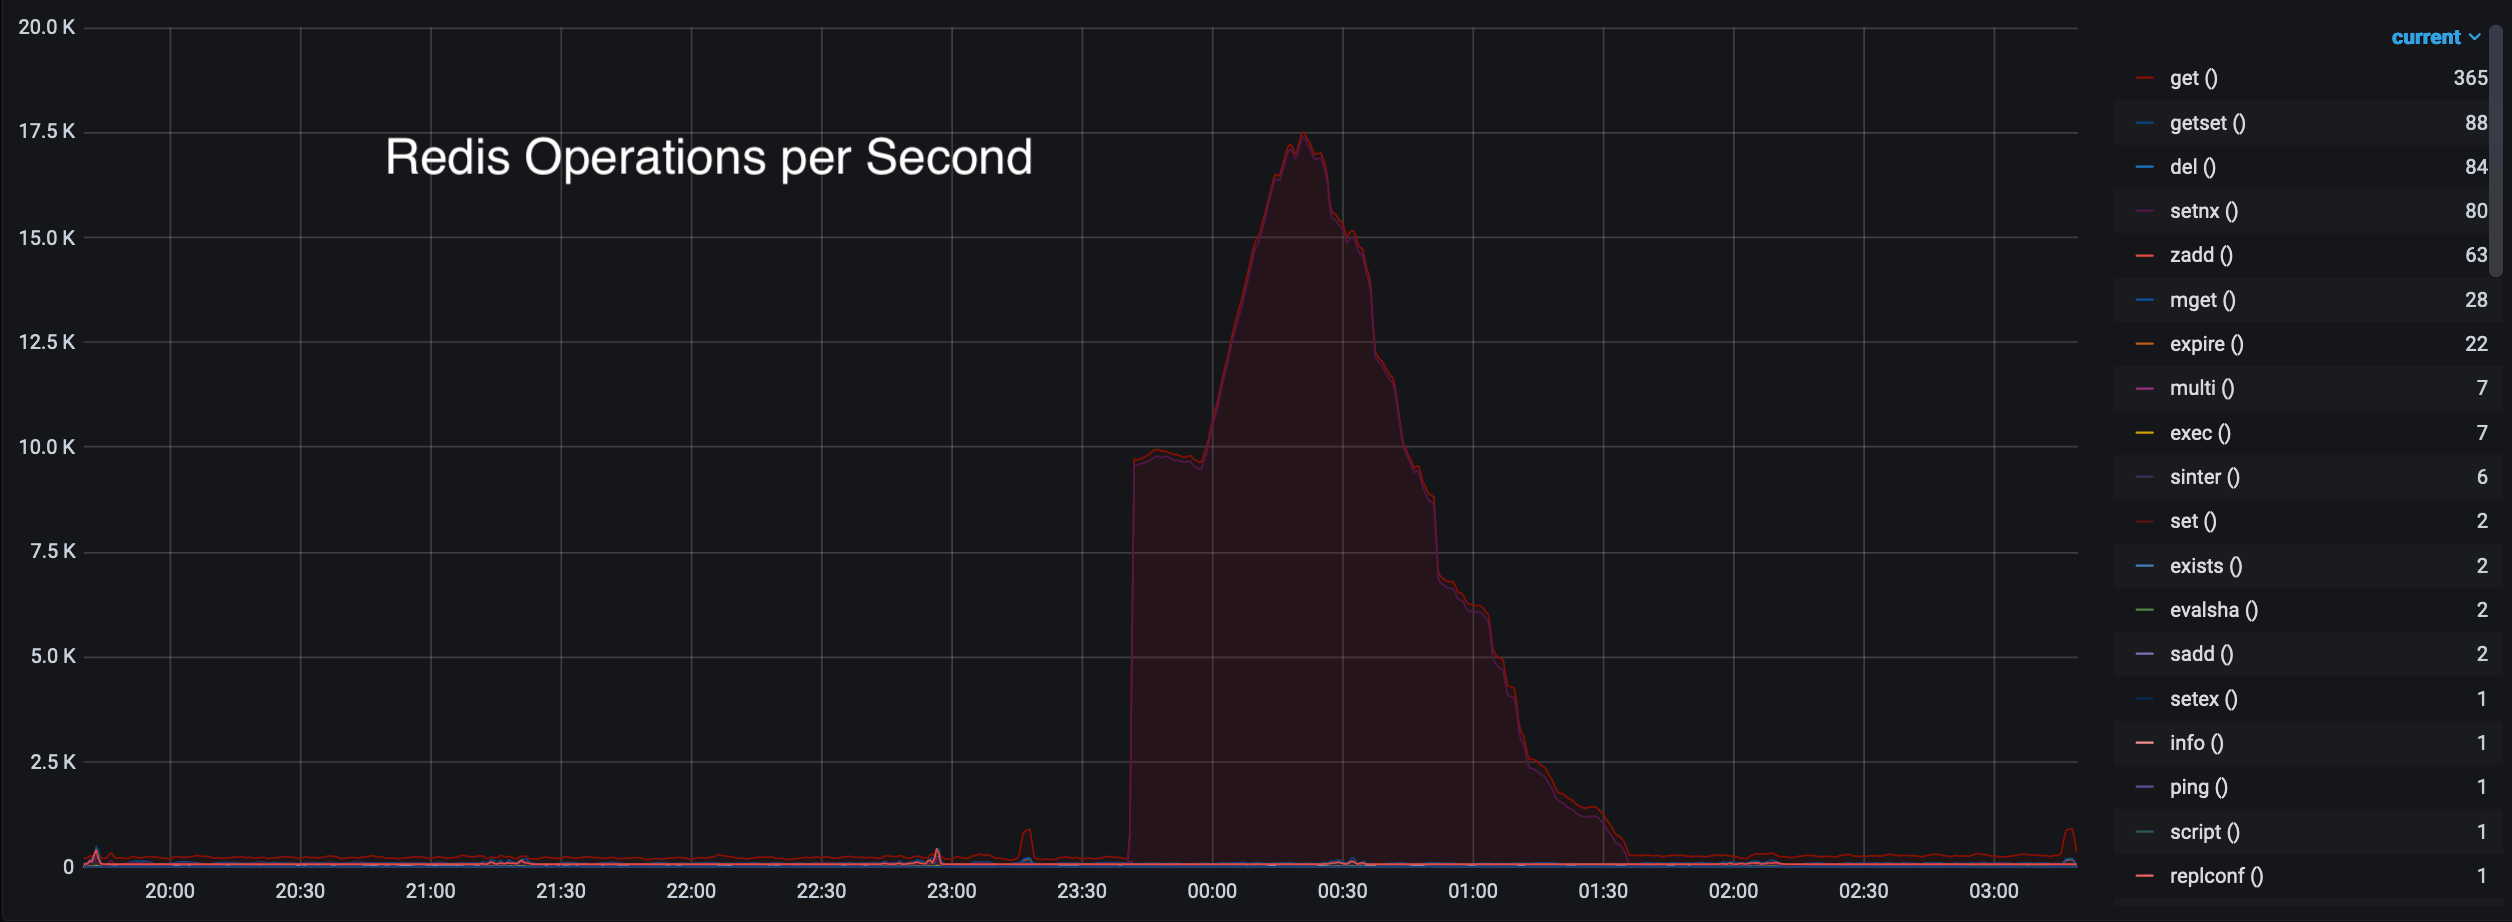 20.0 K
17.5 K
15.0 K
12.5 K
10.0 K
7.5 K
5.0 K
2.5 K
0
Redis Operations per Second
20:00 20:30 21:00 21:30 22:00 22:30 23:00 23:30 00:00 00:30 01:00 01:30 02:00 02:30 03:00
current
get () 365
getset () 88
del () 84
setnx () 80
zadd () 63
mget () 28
expire () 22
multi () 7
exec () 7
sinter () 6
set () 2
exists () 2
evalsha () 2
sadd () 2
setex () 1
info () 1
ping () 1
script () 1
replconf () 1